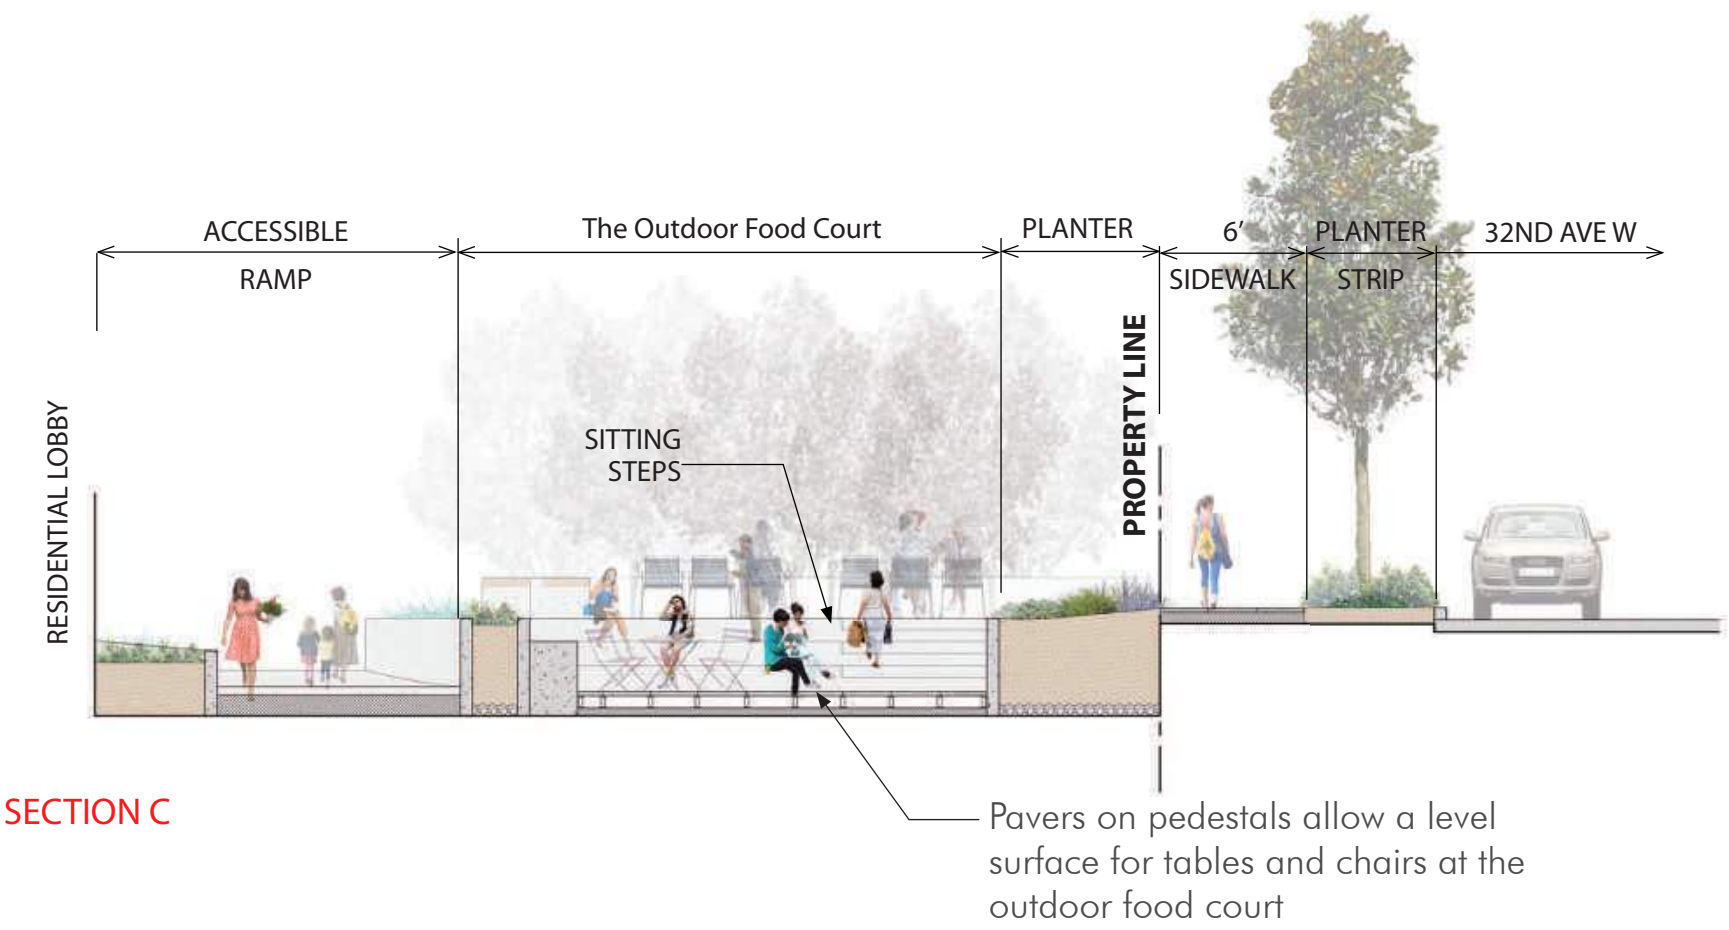 ACCESSIBLE
RAMP
The Outdoor Food Court
PLANTER
6'
SIDEWALK
PLANTER
STRIP
32ND AVE W
RESIDENTIAL LOBBY
SITTING
STEPS
PROPERTY LINE
SECTION C
Pavers on pedestals allow a level
surface for tables and chairs at the
outdoor food court